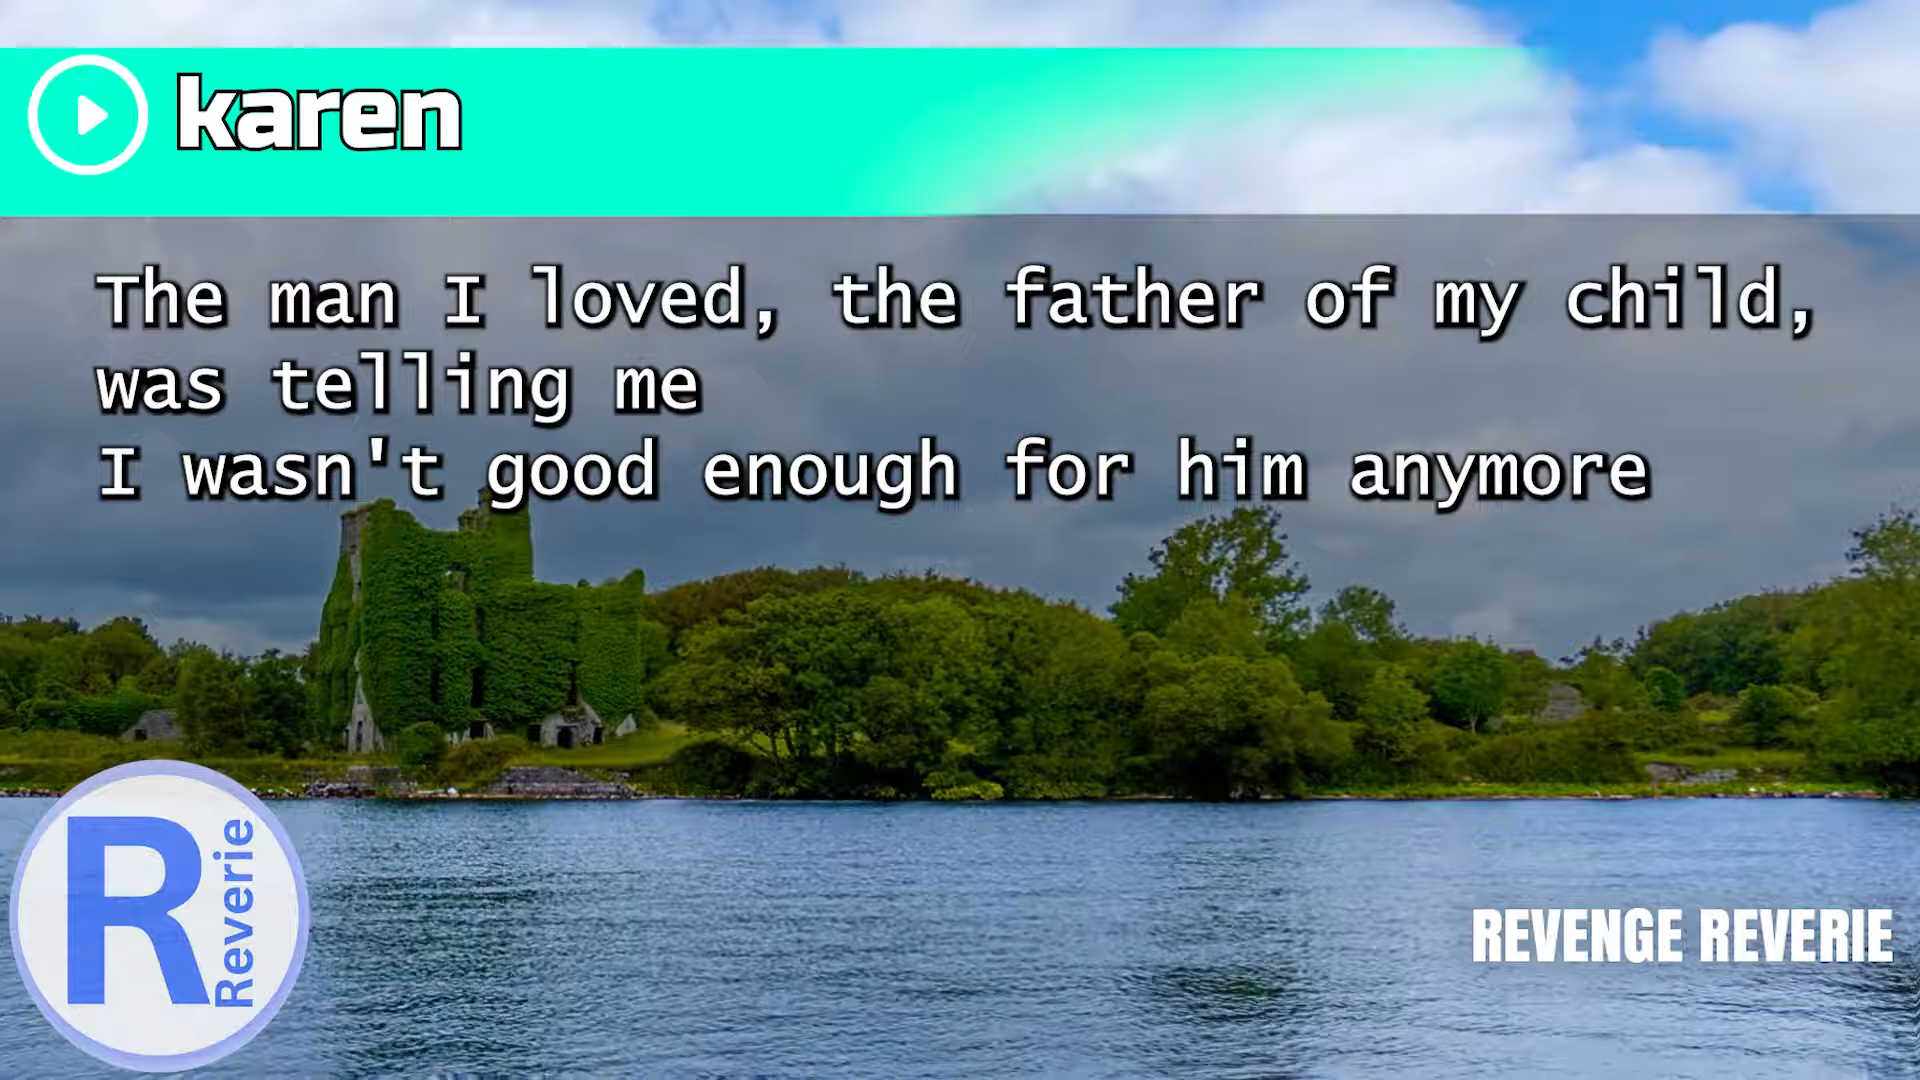 karen
The man I loved, the father of my child,
was telling me
I wasn't good enough for him anymore
R
Reverie
REVENGE REVERIE